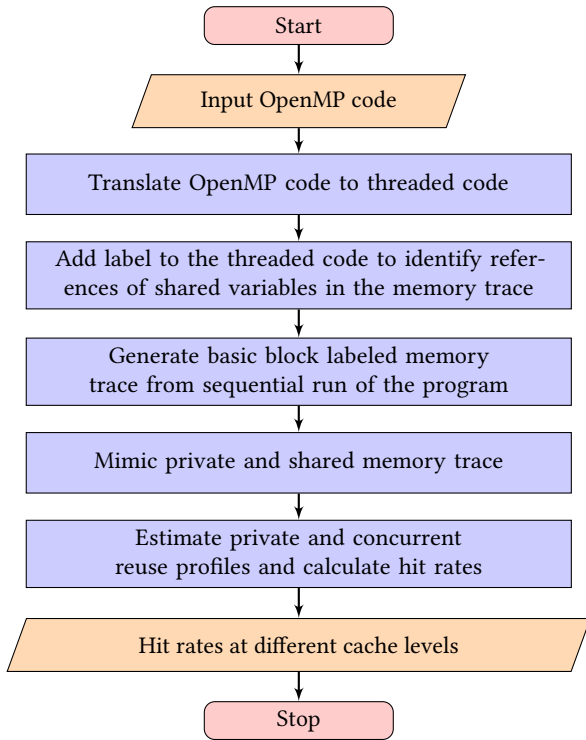 Start
Input OpenMP code
Translate OpenMP code to threaded code
Add label to the threaded code to identify refer-
ences of shared variables in the memory trace
Generate basic block labeled memory
trace from sequential run of the program
Mimic private and shared memory trace
Estimate private and concurrent
reuse profiles and calculate hit rates
Hit rates at different cache levels
Stop